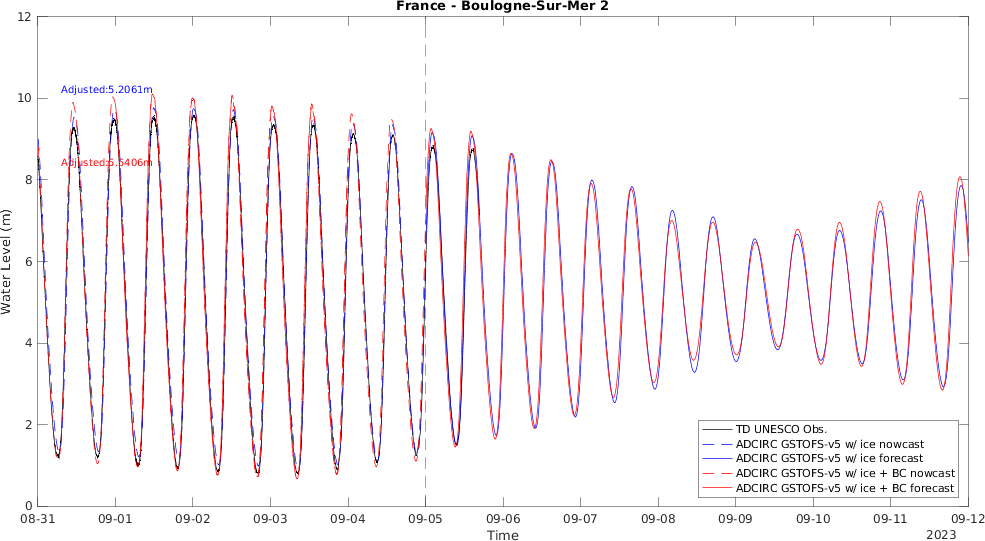 France - Boulogne-Sur-Mer 2
12
10
8
6
4
2
0
Water Level (m)
Adjusted:5.2061m
Adjusted:5.5406m
TD UNESCO Obs.
ADCIRC GSTOFS-v5 w/ ice nowcast
ADCIRC GSTOFS-v5 w/ ice forecast
ADCIRC GSTOFS-v5 w/ ice + BC nowcast
ADCIRC GSTOFS-v5 w/ ice + BC forecast
08-31 09-01 09-02 09-03 09-04 09-05 09-06 09-07 09-08 09-09 09-10 09-11 09-12
Time
2023